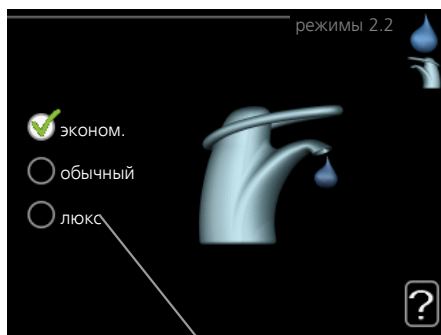 режимы 2.2
эконом.
обычный
люкс
?